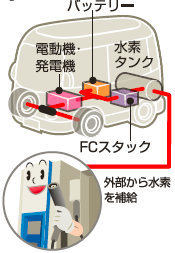 バッテリー
電動機・
発電機
水素
タンク
FCスタック
外部から水素
を補給